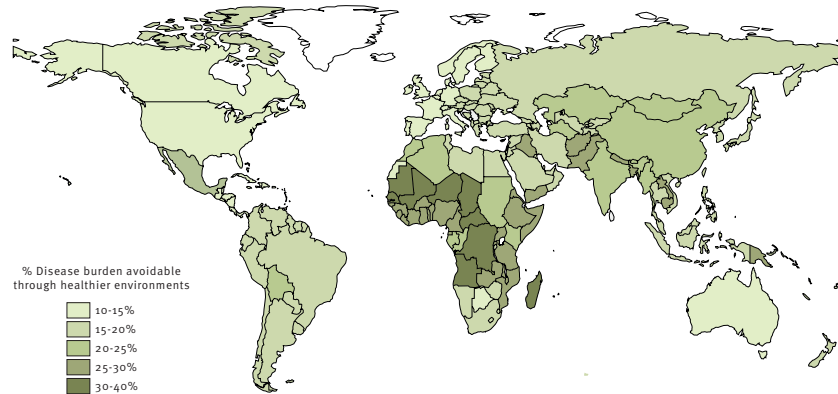 % Disease burden avoidable
through healthier environments
10-15%
15-20%
20-25%
25-30%
30-40%